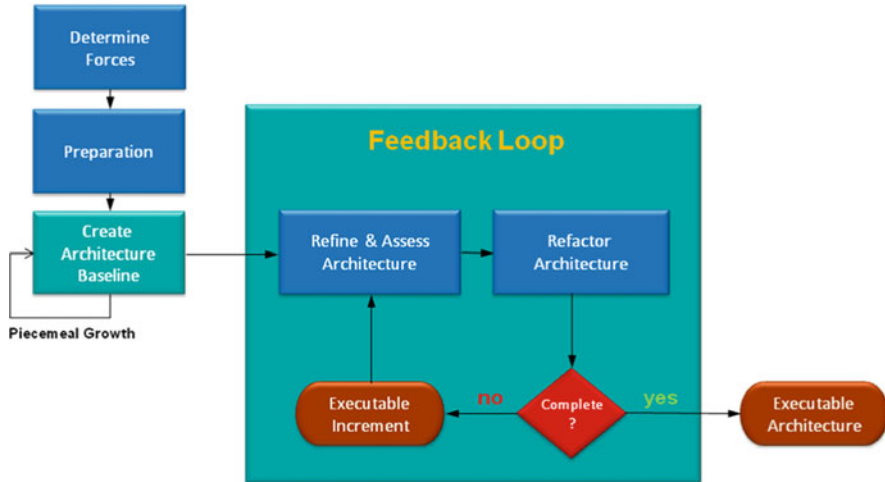 Determine
Forces
Preparation
Create
Architecture
Baseline
Piecemeal Growth
Feedback Loop
Refine & Assess
Architecture
Refactor
Architecture
Executable
Increment
no
Complete
?
yes
Executable
Architecture